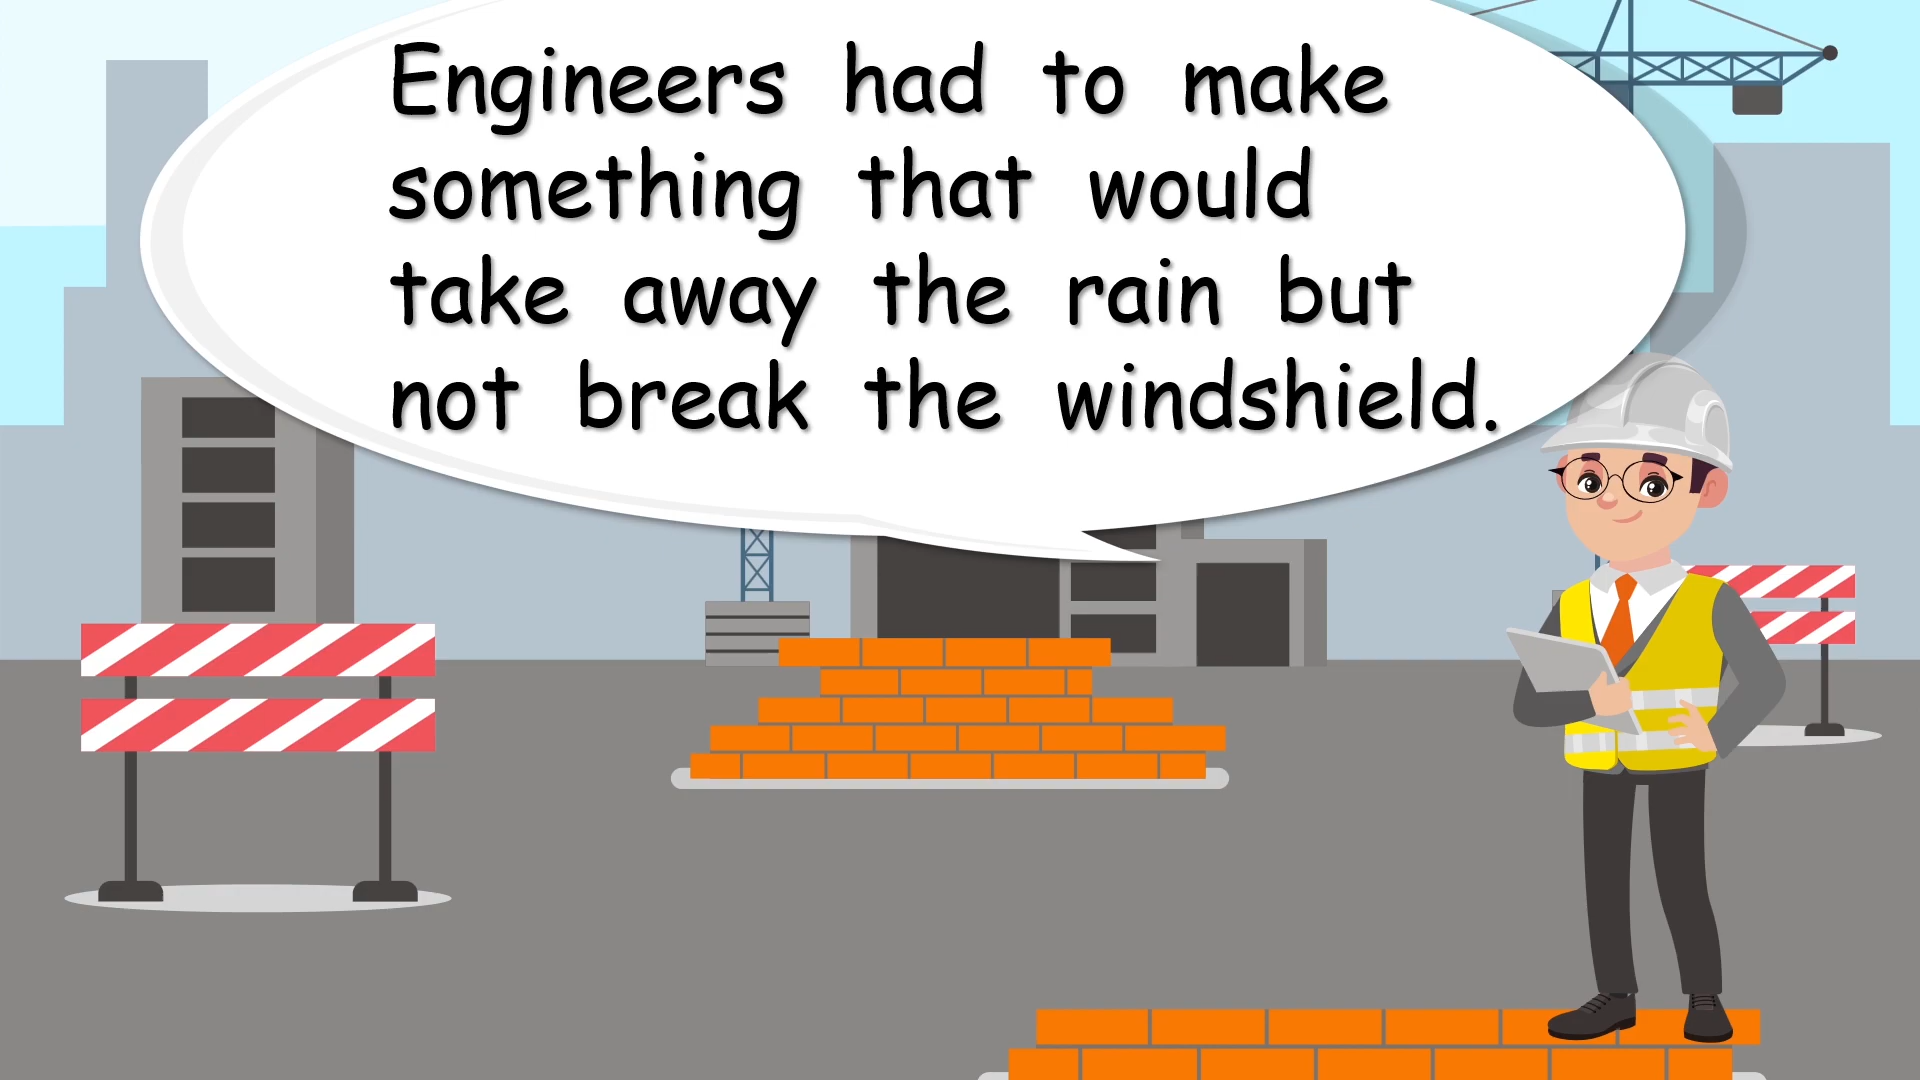 Engineers had to make
something that would
take away the rain but
not break the windshield.